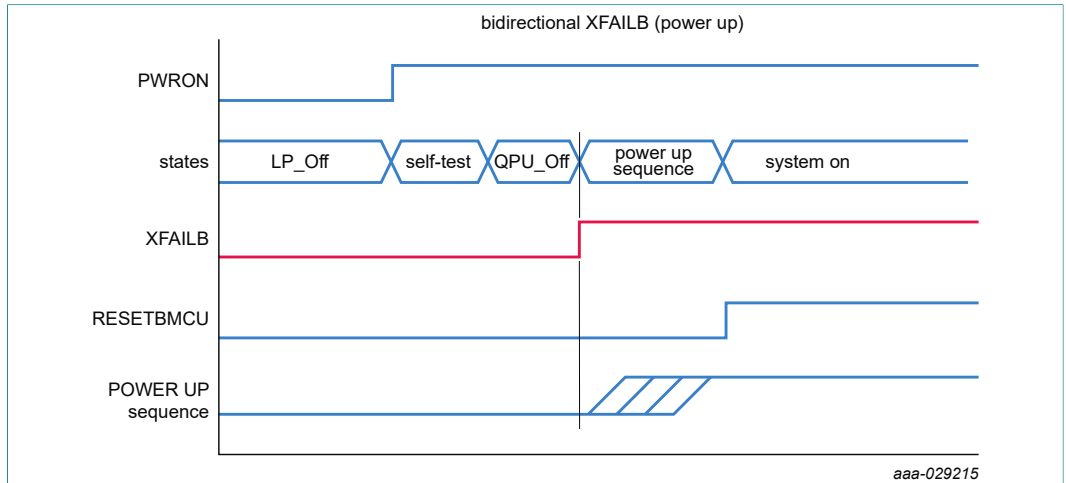 bidirectional XFAILB (power up)
PWRON
states
LP_Off
self-test
QPU_Off
power up
sequence
system on
XFAILB
RESETBMCU
POWER UP
sequence
aaa-029215